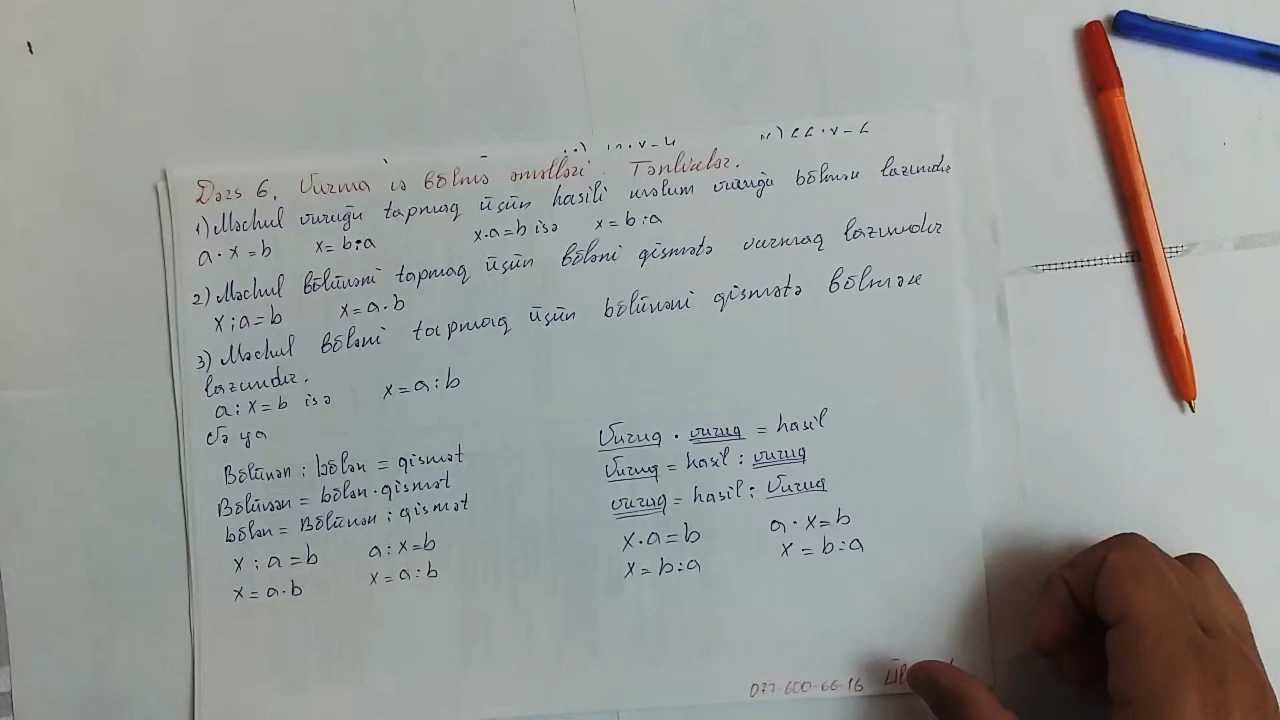 Dərs 6. Vurma və bölmə əməlləri. Tənliklər.
1) Məchul vuruğu tapmaq üçün hasili məlum vuruğa bölmək lazımdır
a · x = b x = b : a x·a = b isə x = b : a
2) Məchul bölünəni tapmaq üçün böləni qismətə vurmaq lazımdır
x : a = b x = a · b
3) Məchul böləni tapmaq üçün bölünəni qismətə bölmək
lazımdır.
a : x = b isə x = a : b
Və ya
Bölünən : bölən = qismət
Bölünən = bölən · qismət
bölən = Bölünən : qismət
x : a = b a : x = b
x = a·b x = a : b
Vuruq · vuruq = hasil
Vuruq = hasil : vuruq
vuruq = hasil : Vuruq
x·a = b a · x = b
x = b : a x = b : a
077-600-66-16